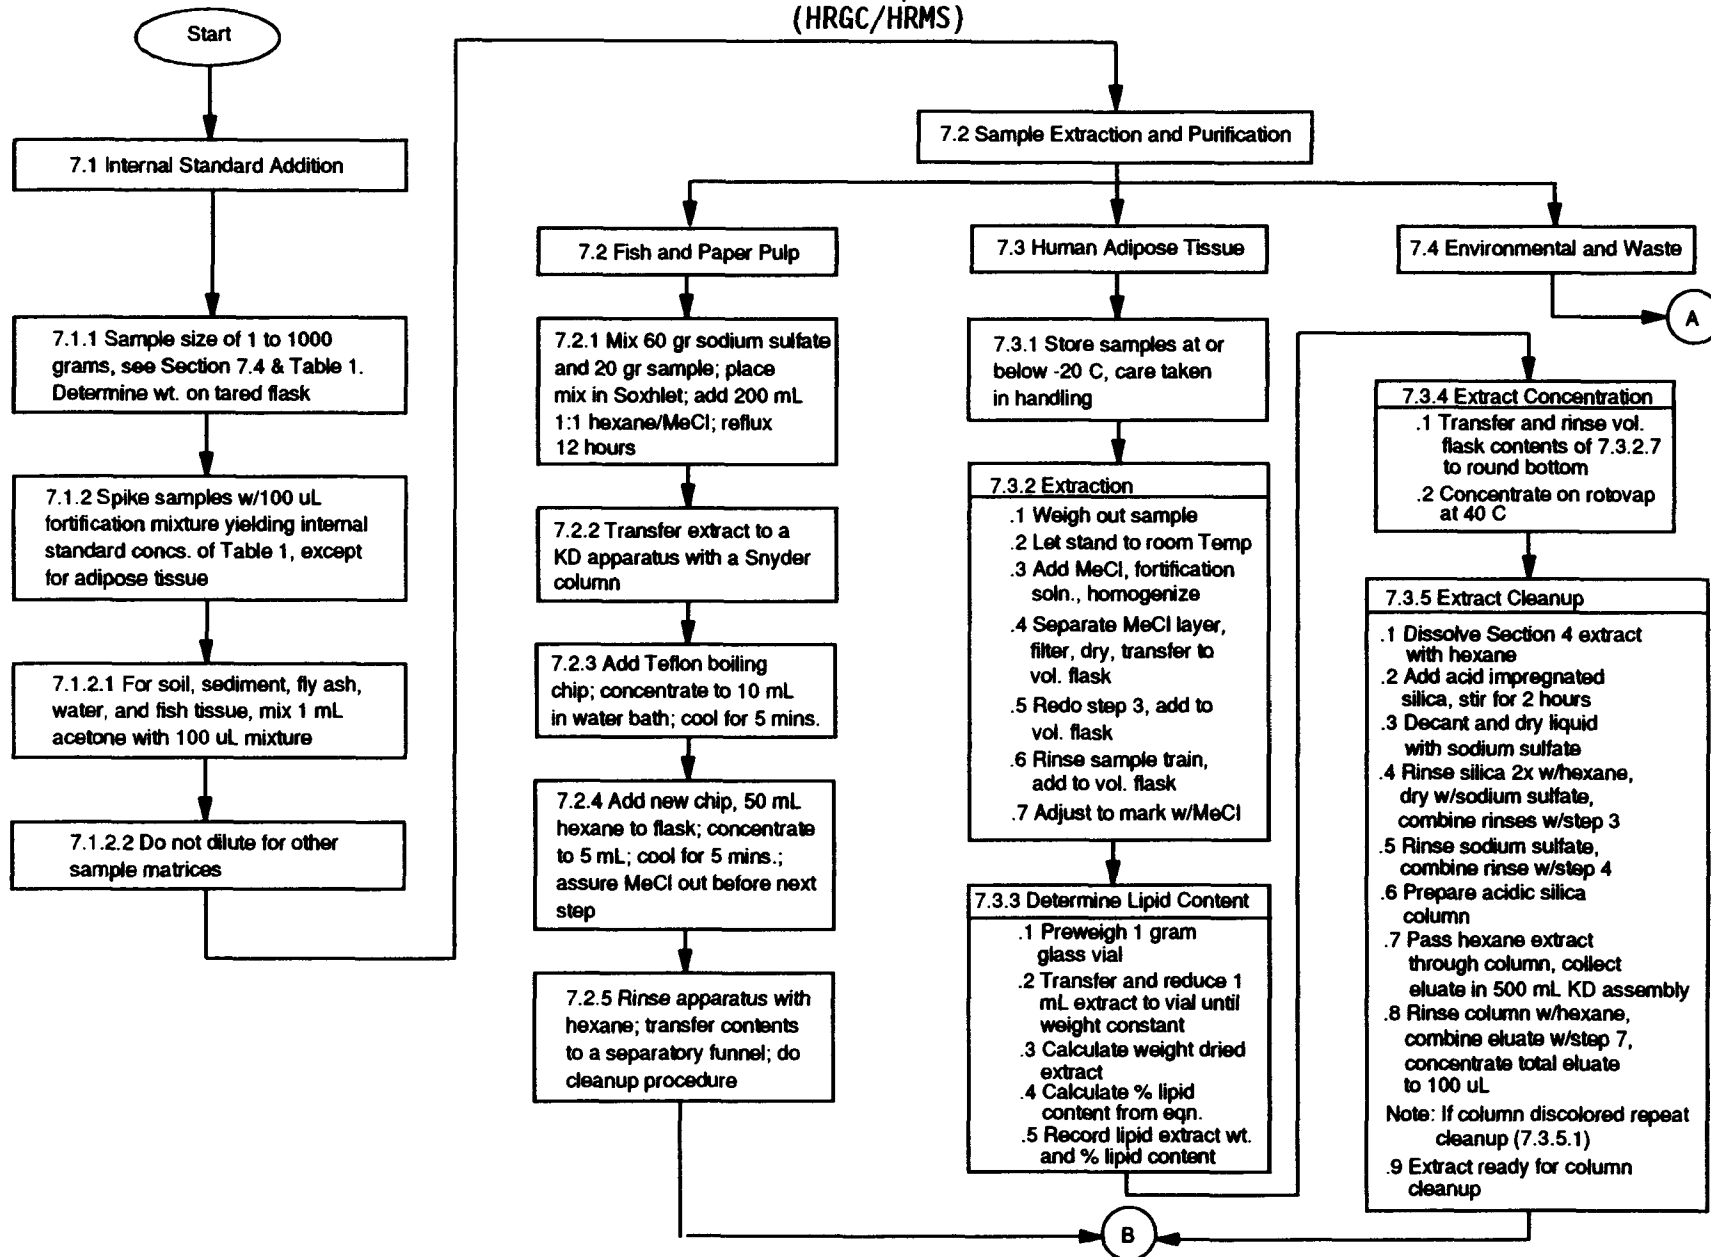 (HRGC/HRMS)
Start
7.1 Internal Standard Addition
7.1.1 Sample size of 1 to 1000
grams, see Section 7.4 & Table 1.
Determine wt. on tared flask
7.1.2 Spike samples w/100 uL
fortification mixture yielding internal
standard concs. of Table 1, except
for adipose tissue
7.1.2.1 For soil, sediment, fly ash,
water, and fish tissue, mix 1 mL
acetone with 100 uL mixture
7.1.2.2 Do not dilute for other
sample matrices
7.2 Sample Extraction and Purification
7.2 Fish and Paper Pulp
7.2.1 Mix 60 gr sodium sulfate
and 20 gr sample; place
mix in Soxhlet; add 200 mL
1:1 hexane/MeCl; reflux
12 hours
7.2.2 Transfer extract to a
KD apparatus with a Snyder
column
7.2.3 Add Teflon boiling
chip; concentrate to 10 mL
in water bath; cool for 5 mins.
7.2.4 Add new chip, 50 mL
hexane to flask; concentrate
to 5 mL; cool for 5 mins.;
assure MeCl out before next
step
7.2.5 Rinse apparatus with
hexane; transfer contents
to a separatory funnel; do
cleanup procedure
7.3 Human Adipose Tissue
7.3.1 Store samples at or
below -20 C, care taken
in handling
7.3.2 Extraction
.1 Weigh out sample
.2 Let stand to room Temp
.3 Add MeCl, fortification
soln., homogenize
.4 Separate MeCl layer,
filter, dry, transfer to
vol. flask
.5 Redo step 3, add to
vol. flask
.6 Rinse sample train,
add to vol. flask
.7 Adjust to mark w/MeCl
7.3.3 Determine Lipid Content
.1 Preweigh 1 gram
glass vial
.2 Transfer and reduce 1
mL extract to vial until
weight constant
.3 Calculate weight dried
extract
.4 Calculate % lipid
content from eqn.
.5 Record lipid extract wt.
and % lipid content
7.4 Environmental and Waste
A
7.3.4 Extract Concentration
.1 Transfer and rinse vol.
flask contents of 7.3.2.7
to round bottom
.2 Concentrate on rotovap
at 40 C
7.3.5 Extract Cleanup
.1 Dissolve Section 4 extract
with hexane
.2 Add acid impregnated
silica, stir for 2 hours
.3 Decant and dry liquid
with sodium sulfate
.4 Rinse silica 2x w/hexane,
dry w/sodium sulfate,
combine rinses w/step 3
.5 Rinse sodium sulfate,
combine rinse w/step 4
.6 Prepare acidic silica
column
.7 Pass hexane extract
through column, collect
eluate in 500 mL KD assembly
.8 Rinse column w/hexane,
combine eluate w/step 7,
concentrate total eluate
to 100 uL
Note: If column discolored repeat
cleanup (7.3.5.1)
.9 Extract ready for column
cleanup
B